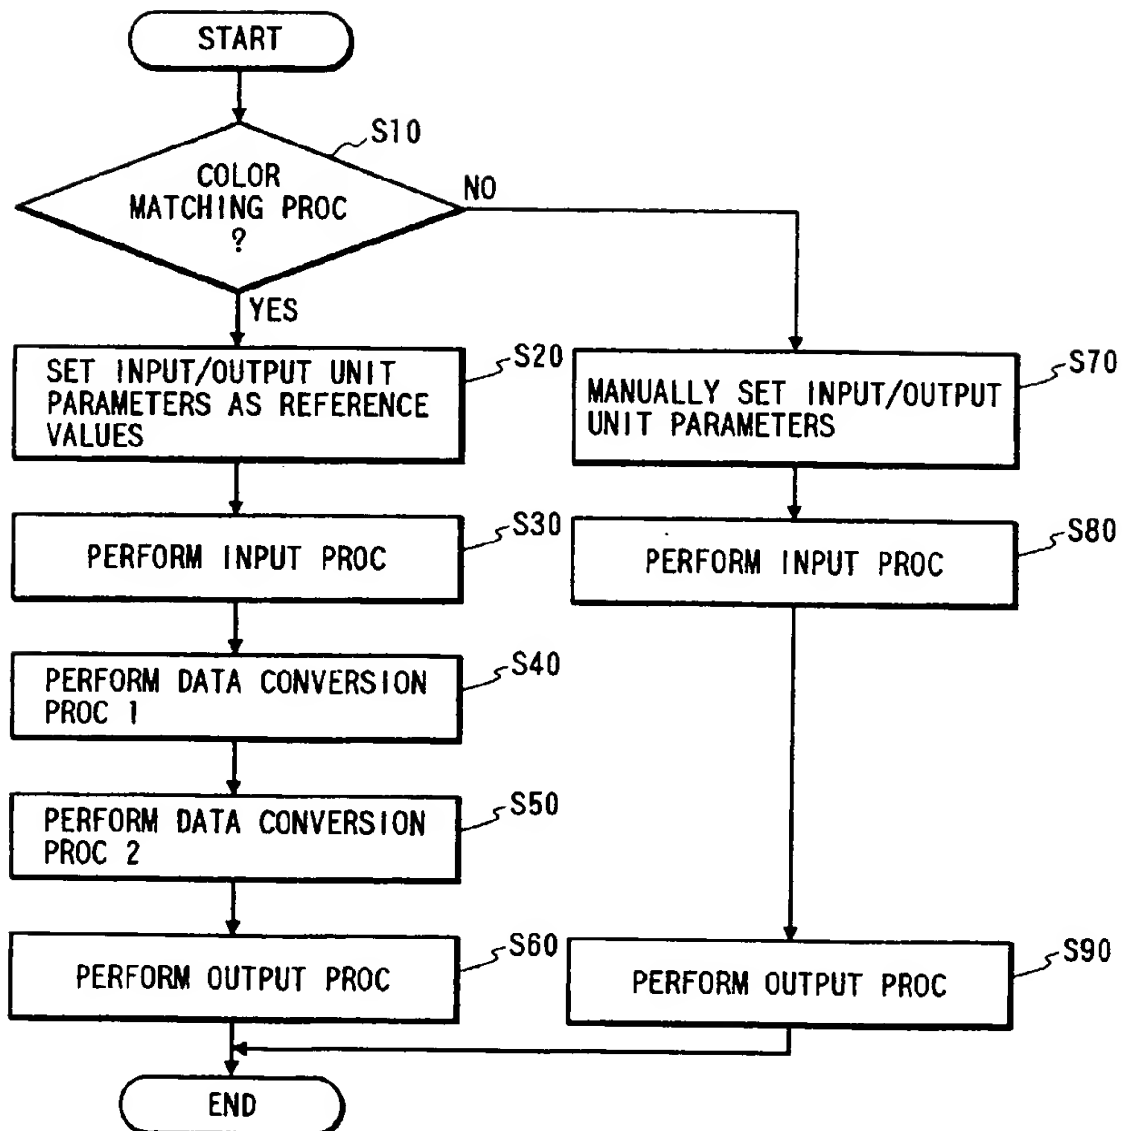 START
S10
COLOR
MATCHING PROC
?
NO
YES
S20
SET INPUT/OUTPUT UNIT
PARAMETERS AS REFERENCE
VALUES
S70
MANUALLY SET INPUT/OUTPUT
UNIT PARAMETERS
S30
PERFORM INPUT PROC
S80
PERFORM INPUT PROC
S40
PERFORM DATA CONVERSION
PROC 1
S50
PERFORM DATA CONVERSION
PROC 2
S60
PERFORM OUTPUT PROC
S90
PERFORM OUTPUT PROC
END